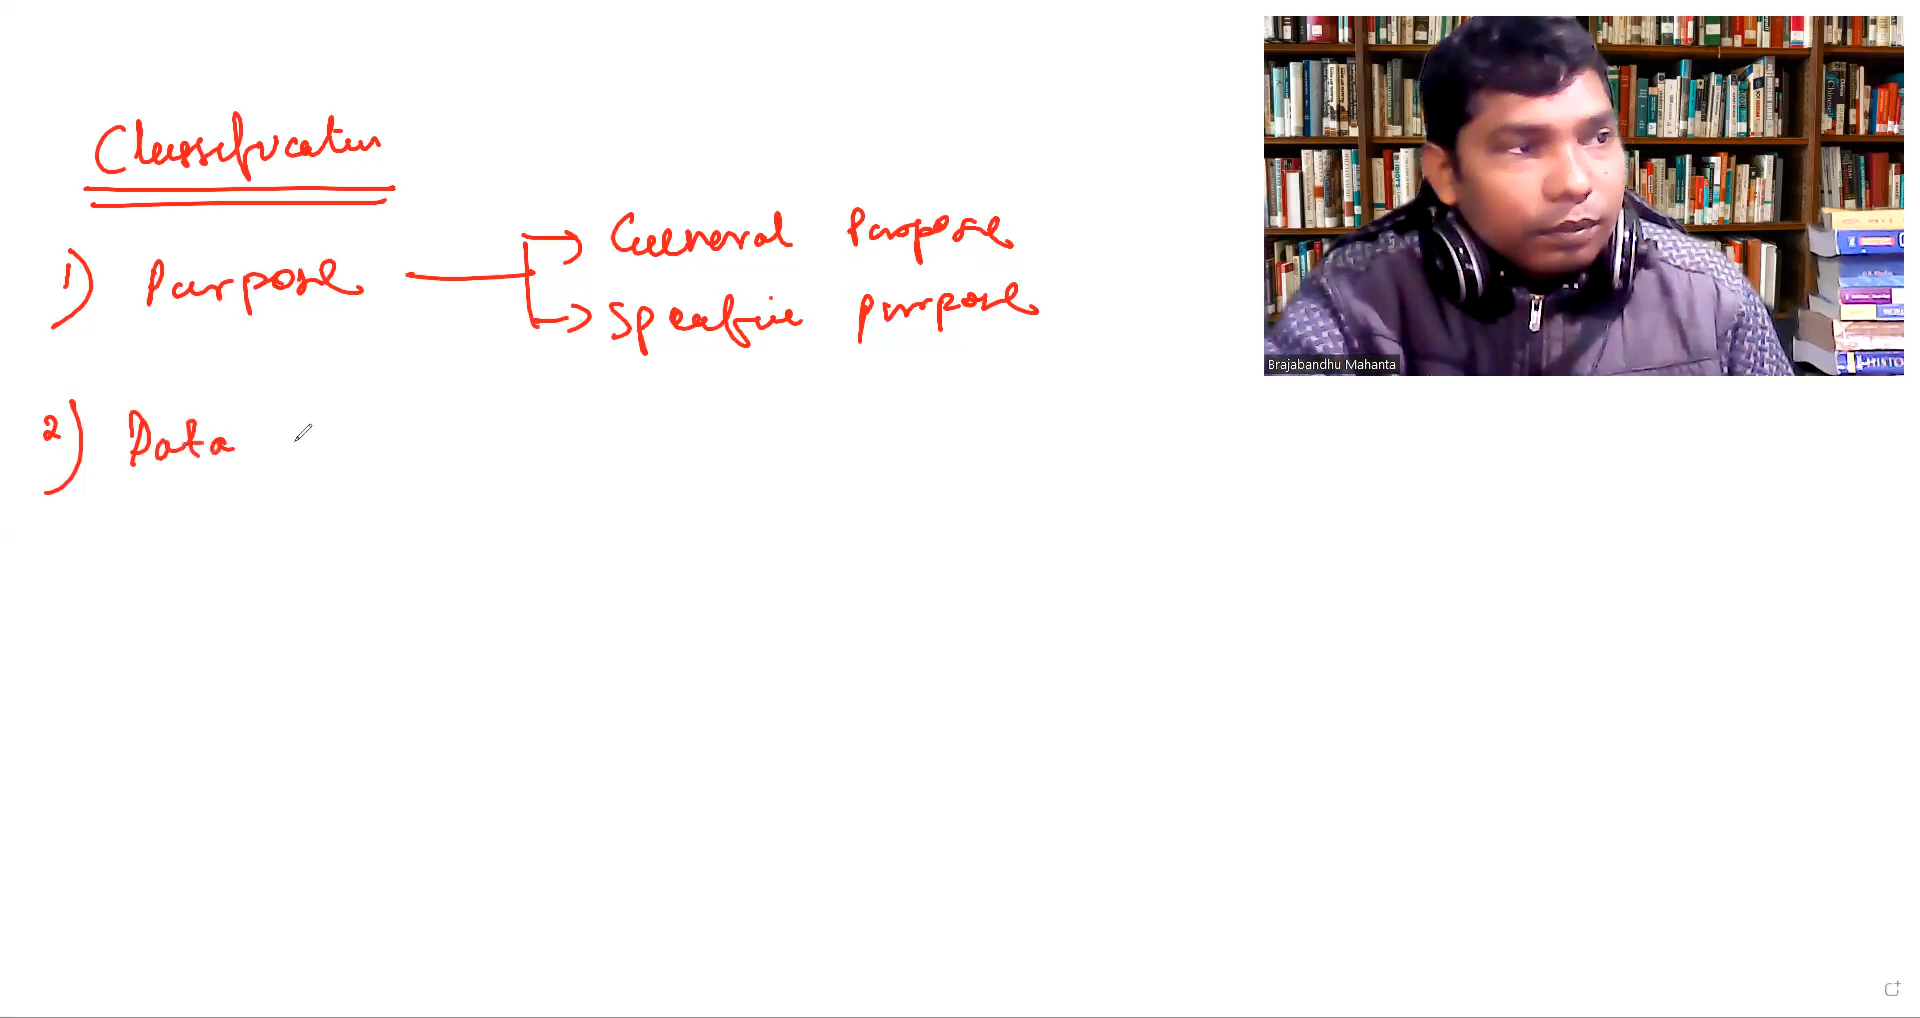 Classification
1) Purpose
General Purpose
Specific purpose
2) Data
Brajabandhu Mahanta